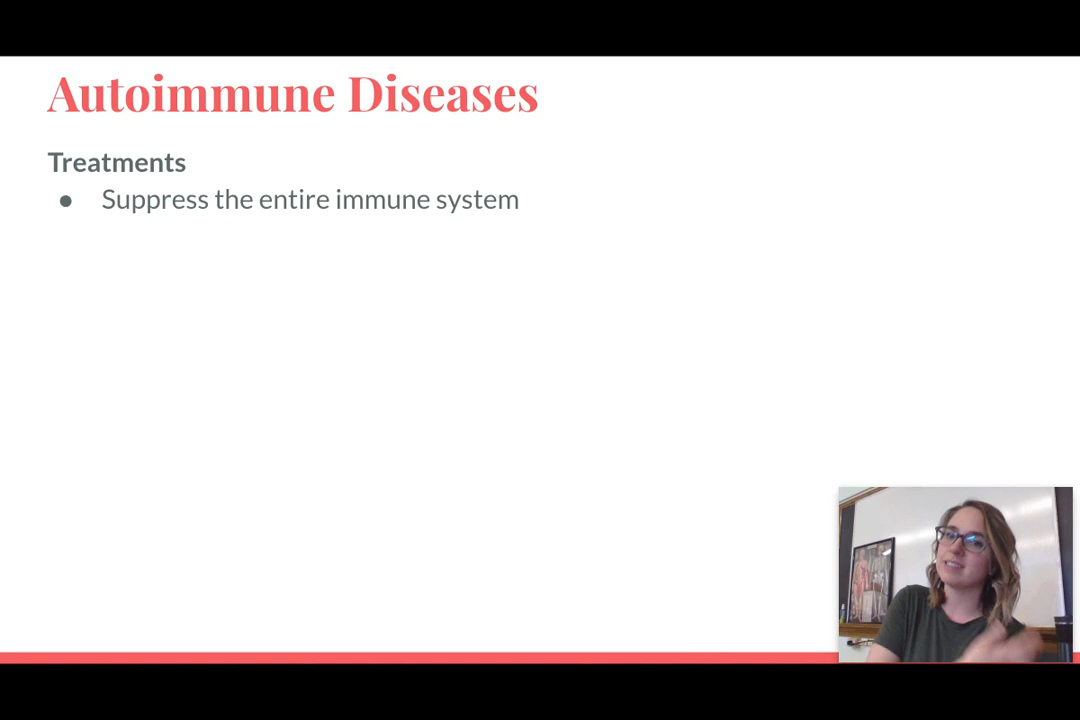 Autoimmune Diseases
Treatments
● Suppress the entire immune system